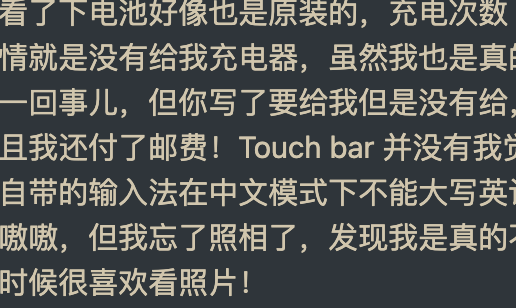 看了下电池好像也是原装的，充电次数
情就是没有给我充电器，虽然我也是真的
一回事儿，但你写了要给我但是没有给，
且我还付了邮费！Touch bar 并没有我觉
自带的输入法在中文模式下不能大写英
嗷嗷，但我忘了照相了，发现我是真的不
时候很喜欢看照片！